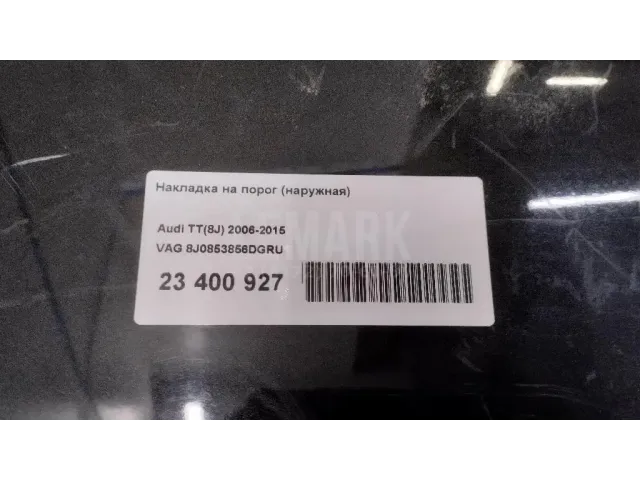 Накладка на порог (наружная)
Audi TT(8J) 2006-2015
VAG 8J0853856DGRU
23 400 927